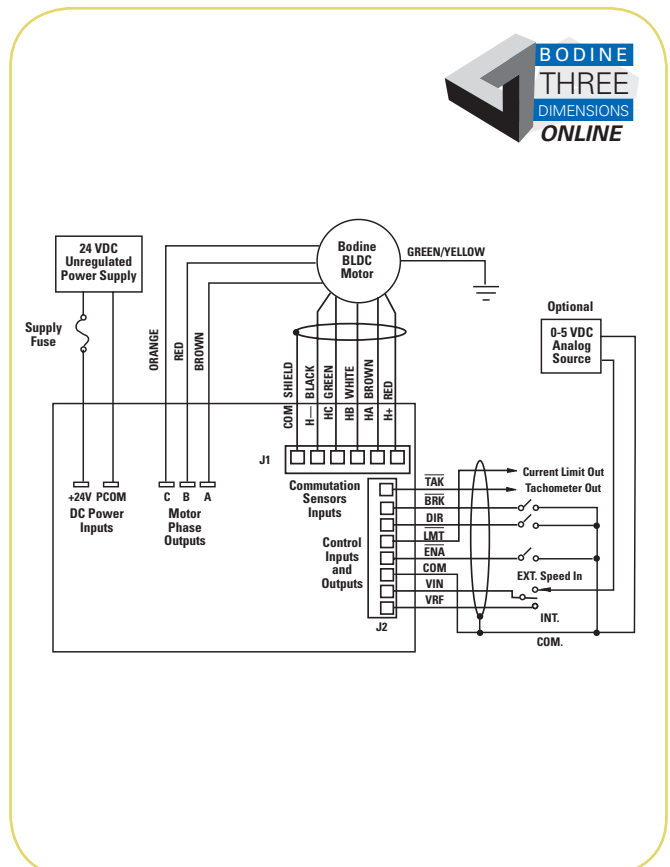 BODINE
THREE
DIMENSIONS
ONLINE
24 VDC
Unregulated
Power Supply
Bodine
BLDC
Motor
GREEN/YELLOW
Optional
0-5 VDC
Analog
Source
Supply
Fuse
ORANGE
RED
BROWN
COM SHIELD
H— BLACK
HC GREEN
HB WHITE
HA BROWN
H+ RED
J1
+24V PCOM
DC Power
Inputs
C B A
Motor
Phase
Outputs
Commutation
Sensors
Inputs
Control
Inputs
and
Outputs
J2
TAK
BRK
DIR
LMT
ENA
COM
VIN
VRF
Current Limit Out
Tachometer Out
EXT. Speed In
INT.
COM.